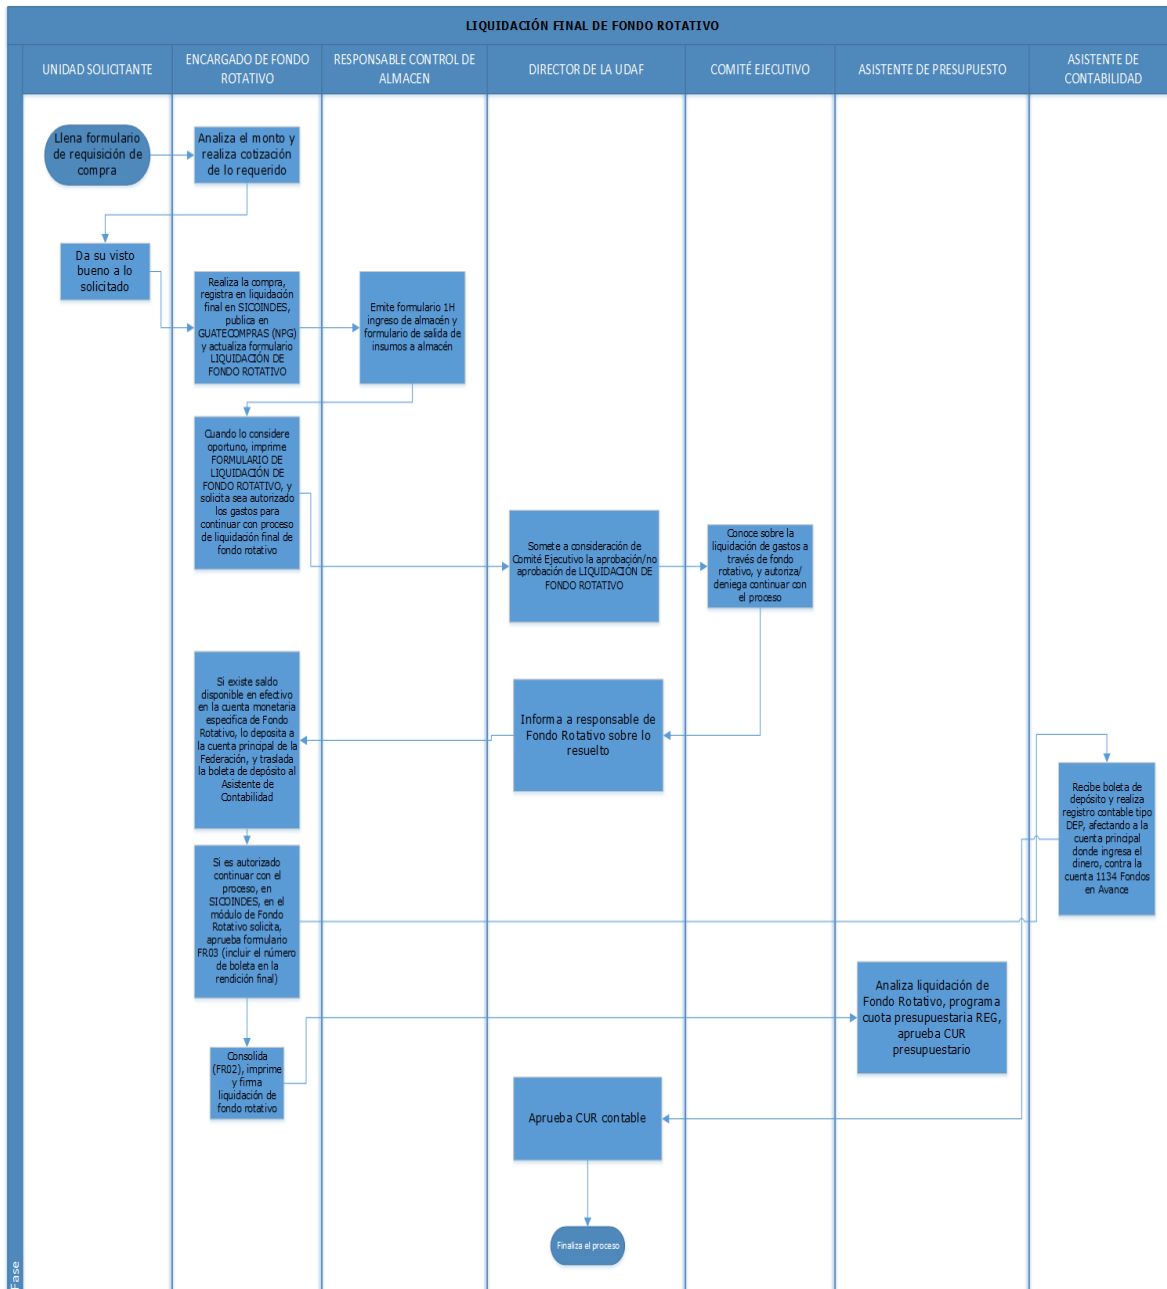 LIQUIDACIÓN FINAL DE FONDO ROTATIVO
UNIDAD SOLICITANTE
ENCARGADO DE FONDO
ROTATIVO
RESPONSABLE CONTROL DE
ALMACEN
DIRECTOR DE LA UDAF
COMITÉ EJECUTIVO
ASISTENTE DE PRESUPUESTO
ASISTENTE DE
CONTABILIDAD
Llena formulario
de requisición de
compra
Analiza el monto y
realiza cotización
de lo requerido
Da su visto
bueno a lo
solicitado
Realiza la compra,
registra en liquidación
final en SICOINDES,
publica en
GUATECOMPRAS (NPG)
y actualiza formulario
LIQUIDACIÓN DE
FONDO ROTATIVO
Emite formulario 1H
ingreso de almacén y
formulario de salida de
insumos a almacén
Cuando lo considere
oportuno, imprime
FORMULARIO DE
LIQUIDACIÓN DE
FONDO ROTATIVO, y
solicita sea autorizado
los gastos para
continuar con proceso
de liquidación final de
fondo rotativo
Somete a consideración de
Comité Ejecutivo la aprobación/no
aprobación de LIQUIDACIÓN DE
FONDO ROTATIVO
Conoce sobre la
liquidación de gastos a
través de fondo
rotativo, y autoriza/
deniega continuar con
el proceso
Si existe saldo
disponible en efectivo
en la cuenta monetaria
especifica de Fondo
Rotativo, lo deposita a
la cuenta principal de la
Federación, y traslada
la boleta de depósito al
Asistente de
Contabilidad
Informa a responsable de
Fondo Rotativo sobre lo
resuelto
Recibe boleta de
depósito y realiza
registro contable tipo
DEP, afectando a la
cuenta principal
donde ingresa el
dinero, contra la
cuenta 1134 Fondos
en Avance
Si es autorizado
continuar con el
proceso, en
SICOINDES, en el
módulo de Fondo
Rotativo solicita,
aprueba formulario
FR03 (incluir el número
de boleta en la
rendición final)
Analiza liquidación de
Fondo Rotativo, programa
cuota presupuestaria REG,
aprueba CUR
presupuestario
Consolida
(FR02), imprime
y firma
liquidación de
fondo rotativo
Aprueba CUR contable
Finaliza el proceso
Fase